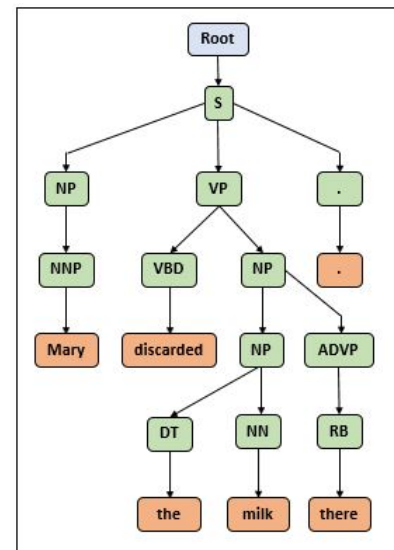 Root
S
NP VP .
NNP VBD NP .
Mary discarded NP ADVP
DT NN RB
the milk there